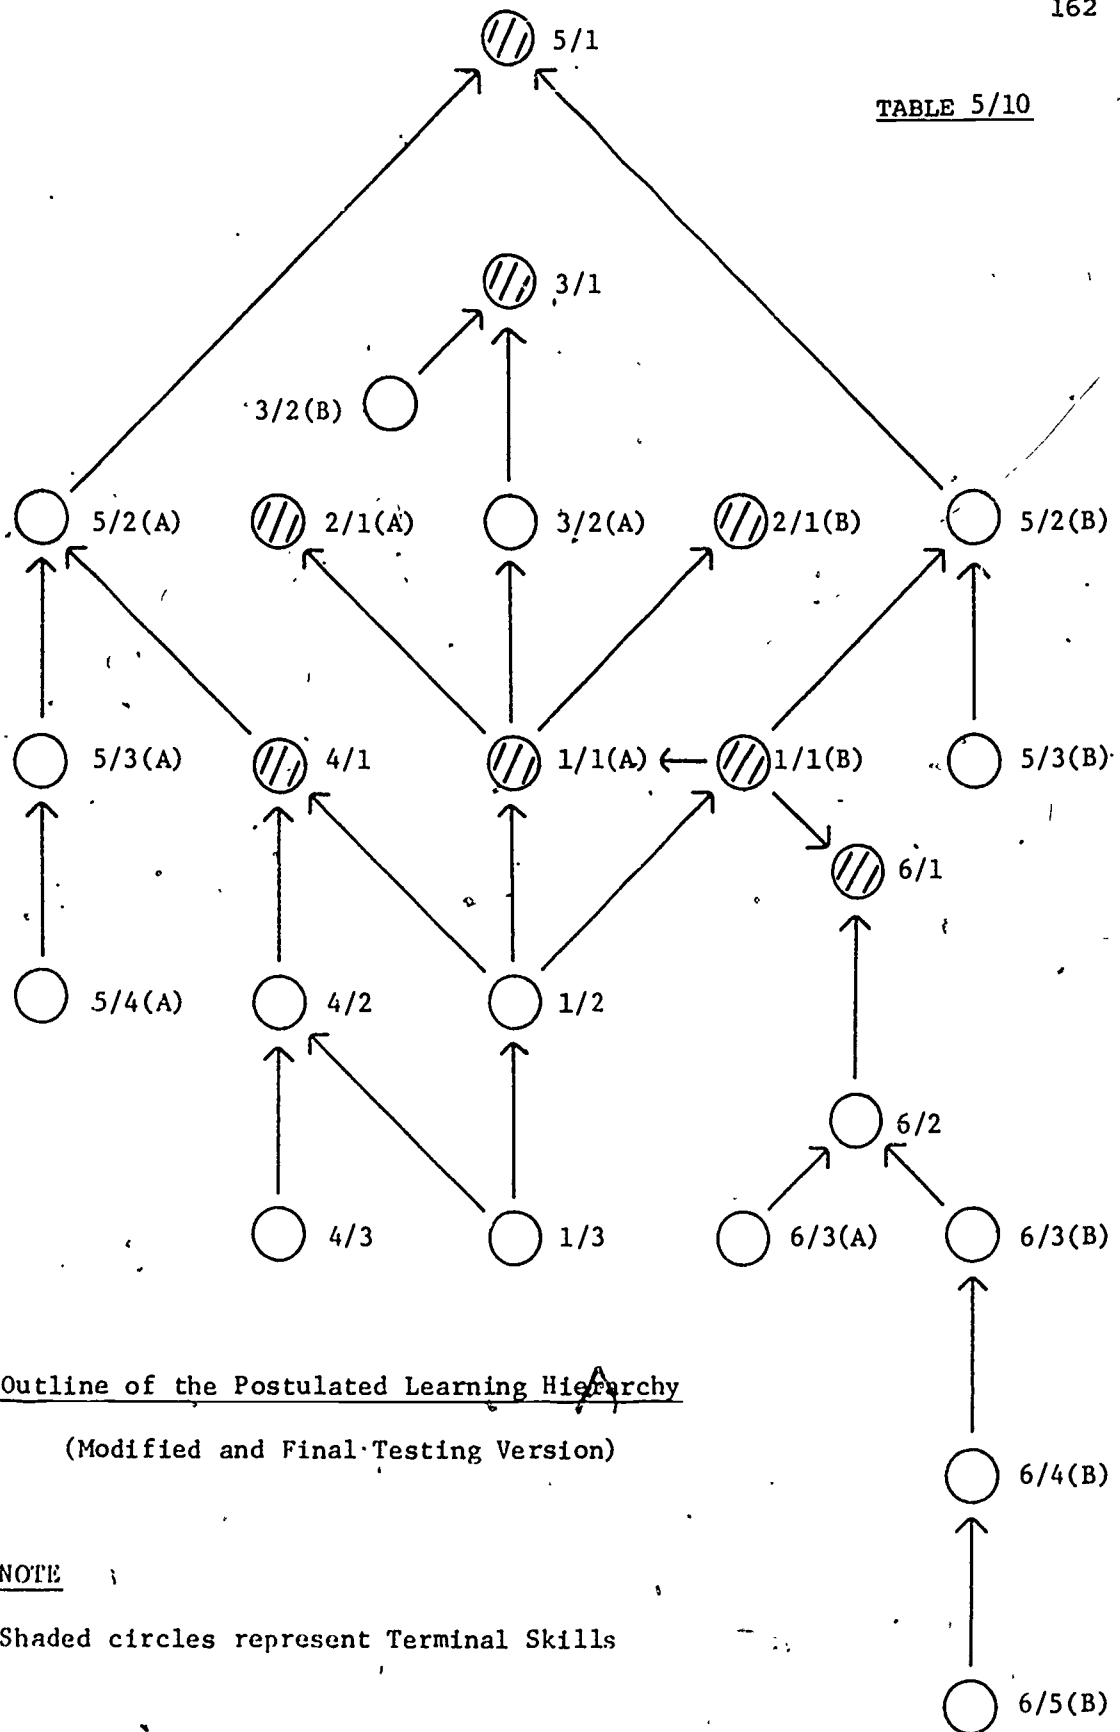 162
5/1
TABLE 5/10
3/1
3/2(B)
5/2(A) 2/1(A) 3/2(A) 2/1(B) 5/2(B)
5/3(A) 4/1 1/1(A) 1/1(B) 5/3(B)
6/1
5/4(A) 4/2 1/2
6/2
4/3 1/3 6/3(A) 6/3(B)
Outline of the Postulated Learning Hierarchy
(Modified and Final Testing Version)
6/4(B)
NOTE
Shaded circles represent Terminal Skills
6/5(B)